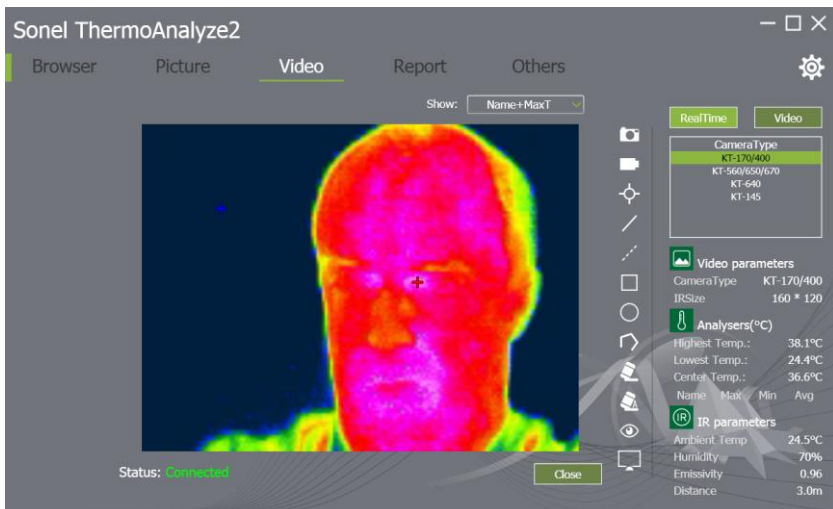 Sonel ThermoAnalyze2
Browser Picture Video Report Others
Show: Name+MaxT
RealTime Video
CameraType
KT-170/400
KT-560/650/670
KT-640
KT-145
Video parameters
CameraType KT-170/400
IRSize 160 * 120
Analysers(°C)
Highest Temp.: 38.1°C
Lowest Temp.: 24.4°C
Center Temp.: 36.6°C
Name Max Min Avg
IR IR parameters
Ambient Temp 24.5°C
Humidity 70%
Emissivity 0.96
Distance 3.0m
Status: Connected
Close